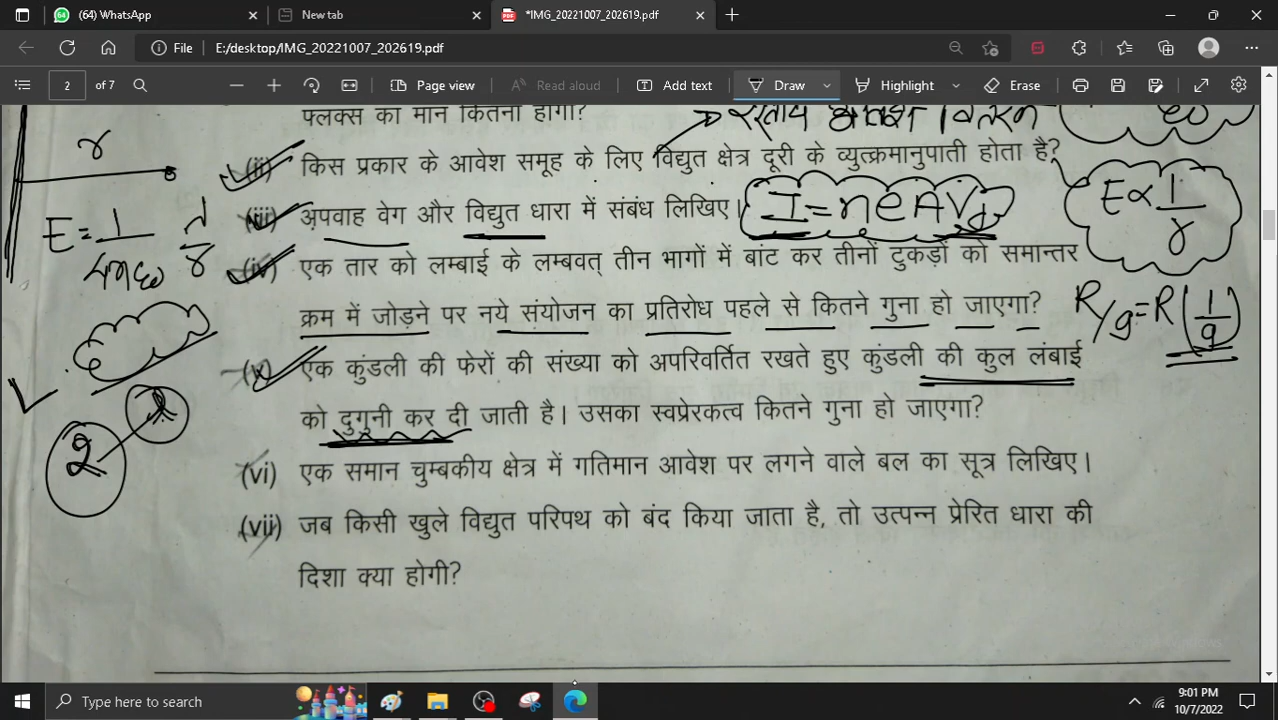 (64) WhatsApp
New tab
*IMG_20221007_202619.pdf
File
E:/desktop/IMG_20221007_202619.pdf
2 of 7
Page view
Read aloud
Add text
Draw
Highlight
Erase
फ्लक्स का मान कितना होगा?
(ii) किस प्रकार के आवेश समूह के लिए विद्युत क्षेत्र दूरी के व्युत्क्रमानुपाती होता है?
r
E ∝ 1/r
(iii) अपवाह वेग और विद्युत धारा में संबंध लिखिए।
I = neAVd
E = 1/4πε0 λ/r
(iv) एक तार को लम्बाई के लम्बवत् तीन भागों में बांट कर तीनों टुकड़ों को समान्तर
क्रम में जोड़ने पर नये संयोजन का प्रतिरोध पहले से कितने गुना हो जाएगा?
R/9 = R(1/9)
(v) एक कुंडली की फेरों की संख्या को अपरिवर्तित रखते हुए कुंडली की कुल लंबाई
को दुगुनी कर दी जाती है। उसका स्वप्रेरकत्व कितने गुना हो जाएगा?
2
(vi) एक समान चुम्बकीय क्षेत्र में गतिमान आवेश पर लगने वाले बल का सूत्र लिखिए।
(vii) जब किसी खुले विद्युत परिपथ को बंद किया जाता है, तो उत्पन्न प्रेरित धारा की
दिशा क्या होगी?
Type here to search
9:01 PM
10/7/2022